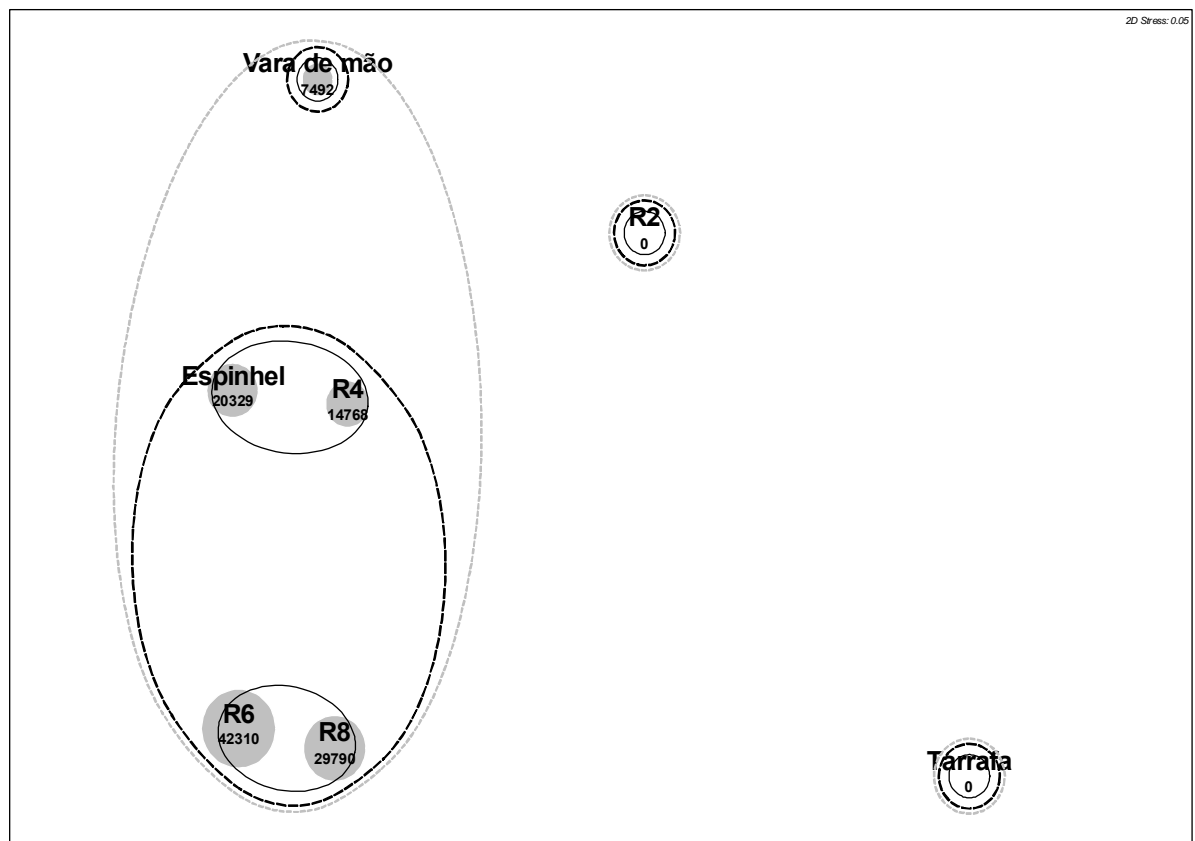 2D Stress: 0.05
Vara de mão
7492
R2
0
Espinhel
20329
R4
14768
R6
42310
R8
29790
Tarrafa
0